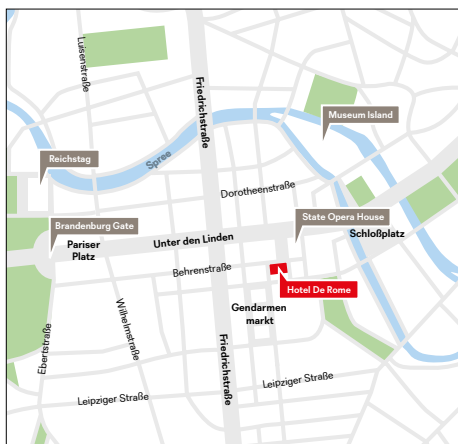 Luisenstraße
Friedrichstraße
Museum Island
Reichstag
Spree
Dorotheenstraße
State Opera House
Brandenburg Gate
Pariser
Platz
Unter den Linden
Schloßplatz
Behrenstraße
Hotel De Rome
Gendarmen
markt
Ebertstraße
Wilhelmstraße
Friedrichstraße
Leipziger Straße
Leipziger Straße